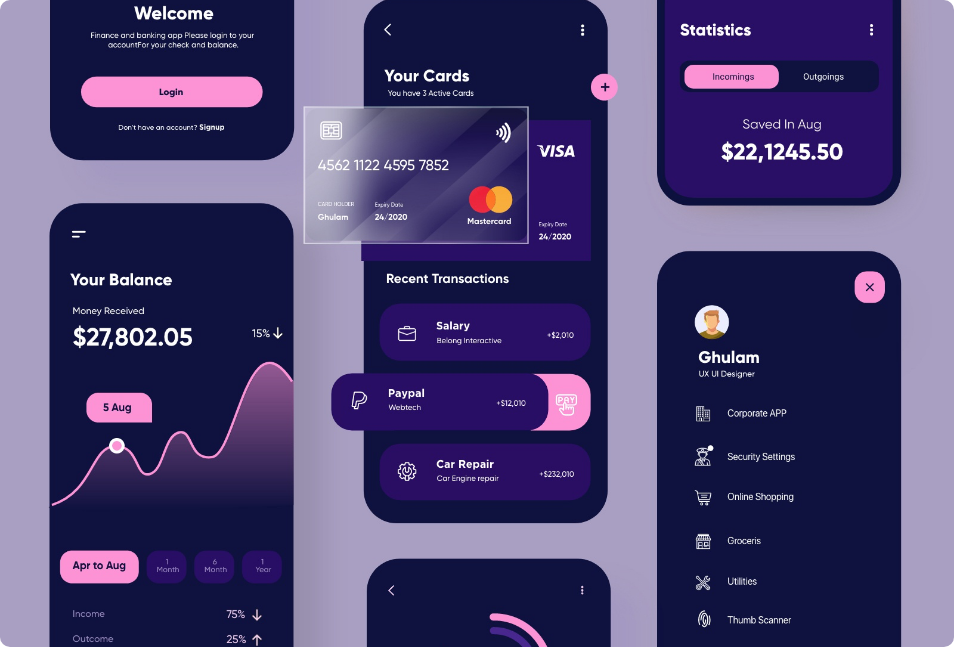 Welcome
Finance and banking app Please login to your
accountFor your check and balance.
Login
Don't have an account? Signup
Your Balance
Money Received
$27,802.05
15%
5 Aug
Apr to Aug
1
Month
6
Month
1
Year
Income
75%
Outcome
25%
Your Cards
You have 3 Active Cards
+
4562 1122 4595 7852
CARD HOLDER
Ghulam
Expiry Date
24/2020
Mastercard
VISA
Expiry Date
24/2020
Recent Transactions
Salary
Belong Interactive
+$2,010
Paypal
Webtech
+$12,010
PAY
Car Repair
Car Engine repair
+$232,010
Statistics
Incomings
Outgoings
Saved In Aug
$22,1245.50
Ghulam
UX UI Designer
Corporate APP
Security Settings
Online Shopping
Groceris
Utilities
Thumb Scanner